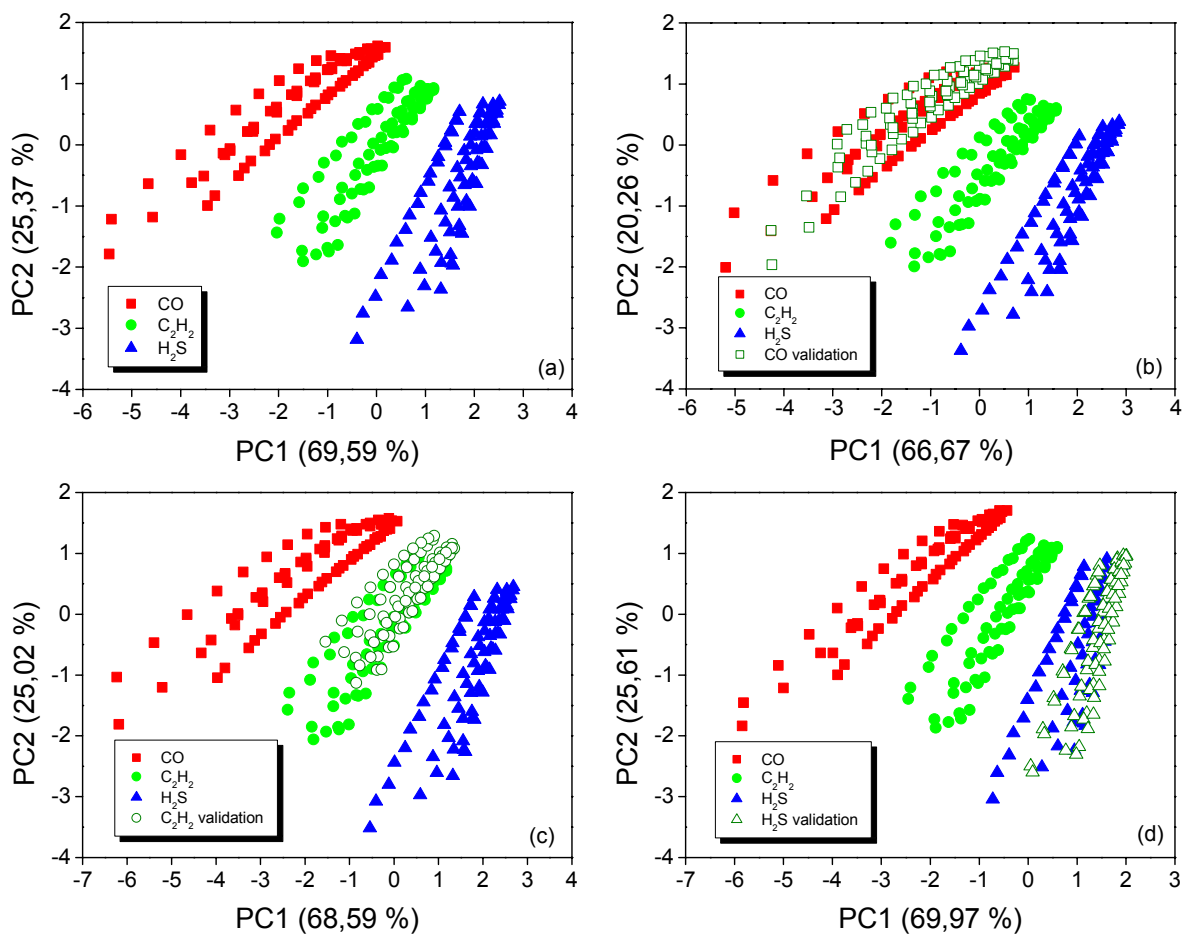 2
1
0
-1
-2
-3
-4
PC2 (25,37 %)
CO
C₂H₂
H₂S
(a)
-6 -5 -4 -3 -2 -1 0 1 2 3 4
PC1 (69,59 %)
2
1
0
-1
-2
-3
-4
PC2 (20,26 %)
CO
C₂H₂
H₂S
CO validation
(b)
-6 -5 -4 -3 -2 -1 0 1 2 3 4
PC1 (66,67 %)
2
1
0
-1
-2
-3
-4
PC2 (25,02 %)
CO
C₂H₂
H₂S
C₂H₂ validation
(c)
-7 -6 -5 -4 -3 -2 -1 0 1 2 3 4
PC1 (68,59 %)
2
1
0
-1
-2
-3
-4
PC2 (25,61 %)
CO
C₂H₂
H₂S
H₂S validation
(d)
-7 -6 -5 -4 -3 -2 -1 0 1 2 3
PC1 (69,97 %)